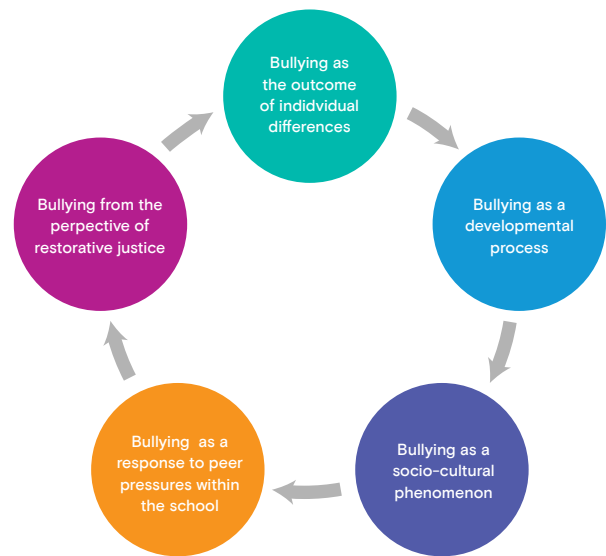 Bullying as
the outcome
of indidvidual
differences
Bullying as a
developmental
process
Bullying as a
socio-cultural
phenomenon
Bullying as a
response to peer
pressures within
the school
Bullying from the
perpective of
restorative justice